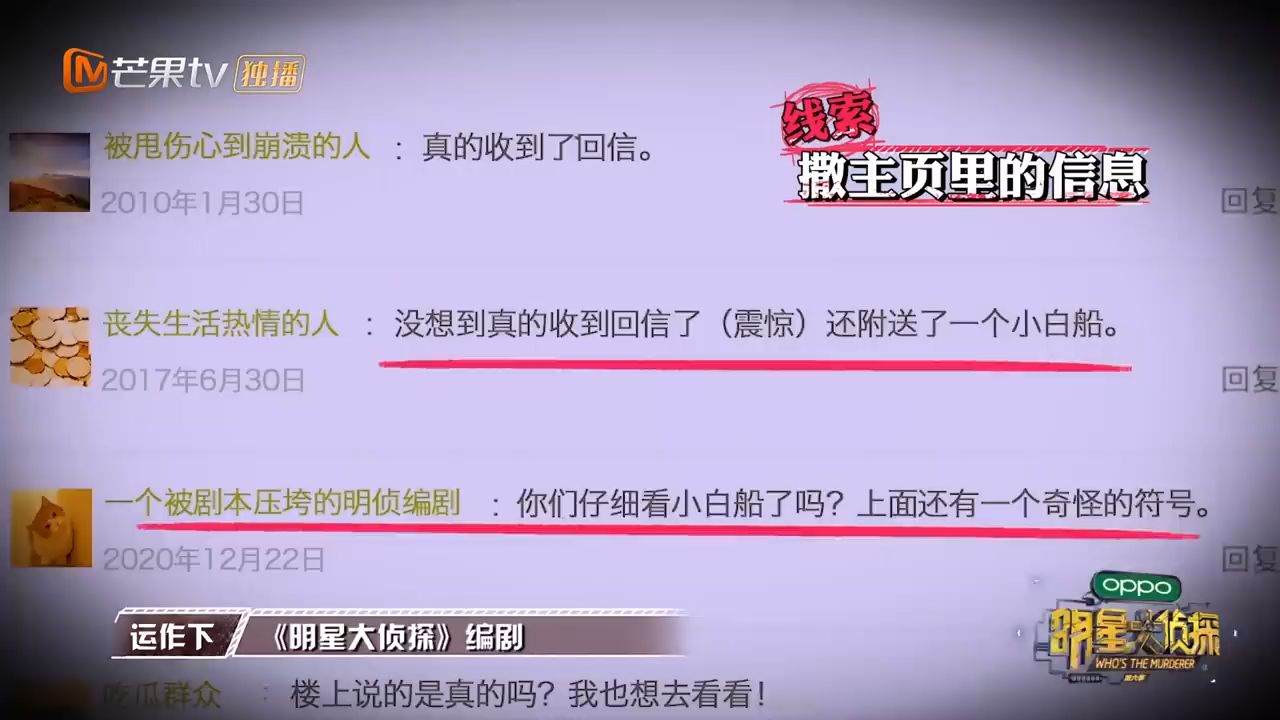 芒果tv 独播
线索
撒主页里的信息
被甩伤心到崩溃的人 ：真的收到了回信。
2010年1月30日
回复
丧失生活热情的人 ：没想到真的收到回信了（震惊）还附送了一个小白船。
2017年6月30日
回复
一个被剧本压垮的明侦编剧 ：你们仔细看小白船了吗？上面还有一个奇怪的符号。
2020年12月22日
回复
oppo
明星大侦探
WHO'S THE MURDERER
第六季
运作下 《明星大侦探》编剧
吃瓜群众 ：楼上说的是真的吗？我也想去看看！